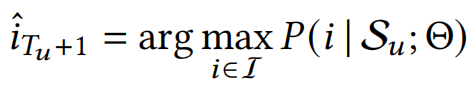 î_{T_u+1} = arg max_{i∈ℐ} P(i | 𝒮_u; Θ)